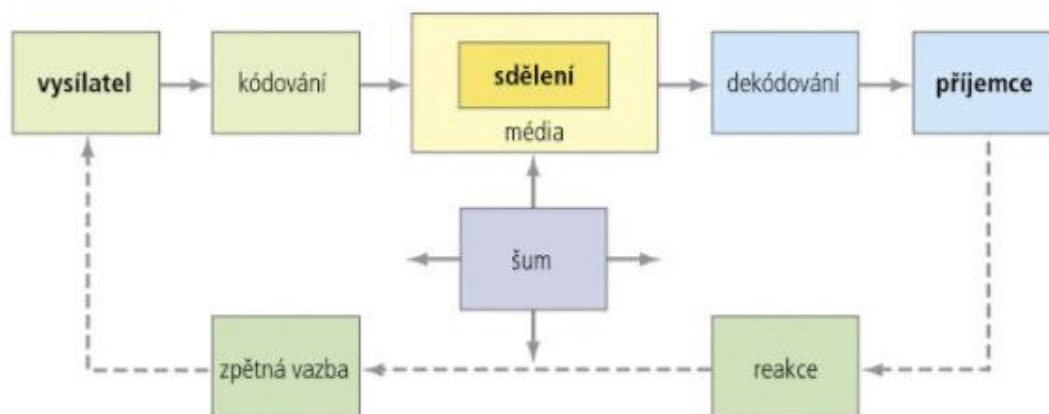 vysílatel
kódování
sdělení
média
dekódování
příjemce
šum
zpětná vazba
reakce